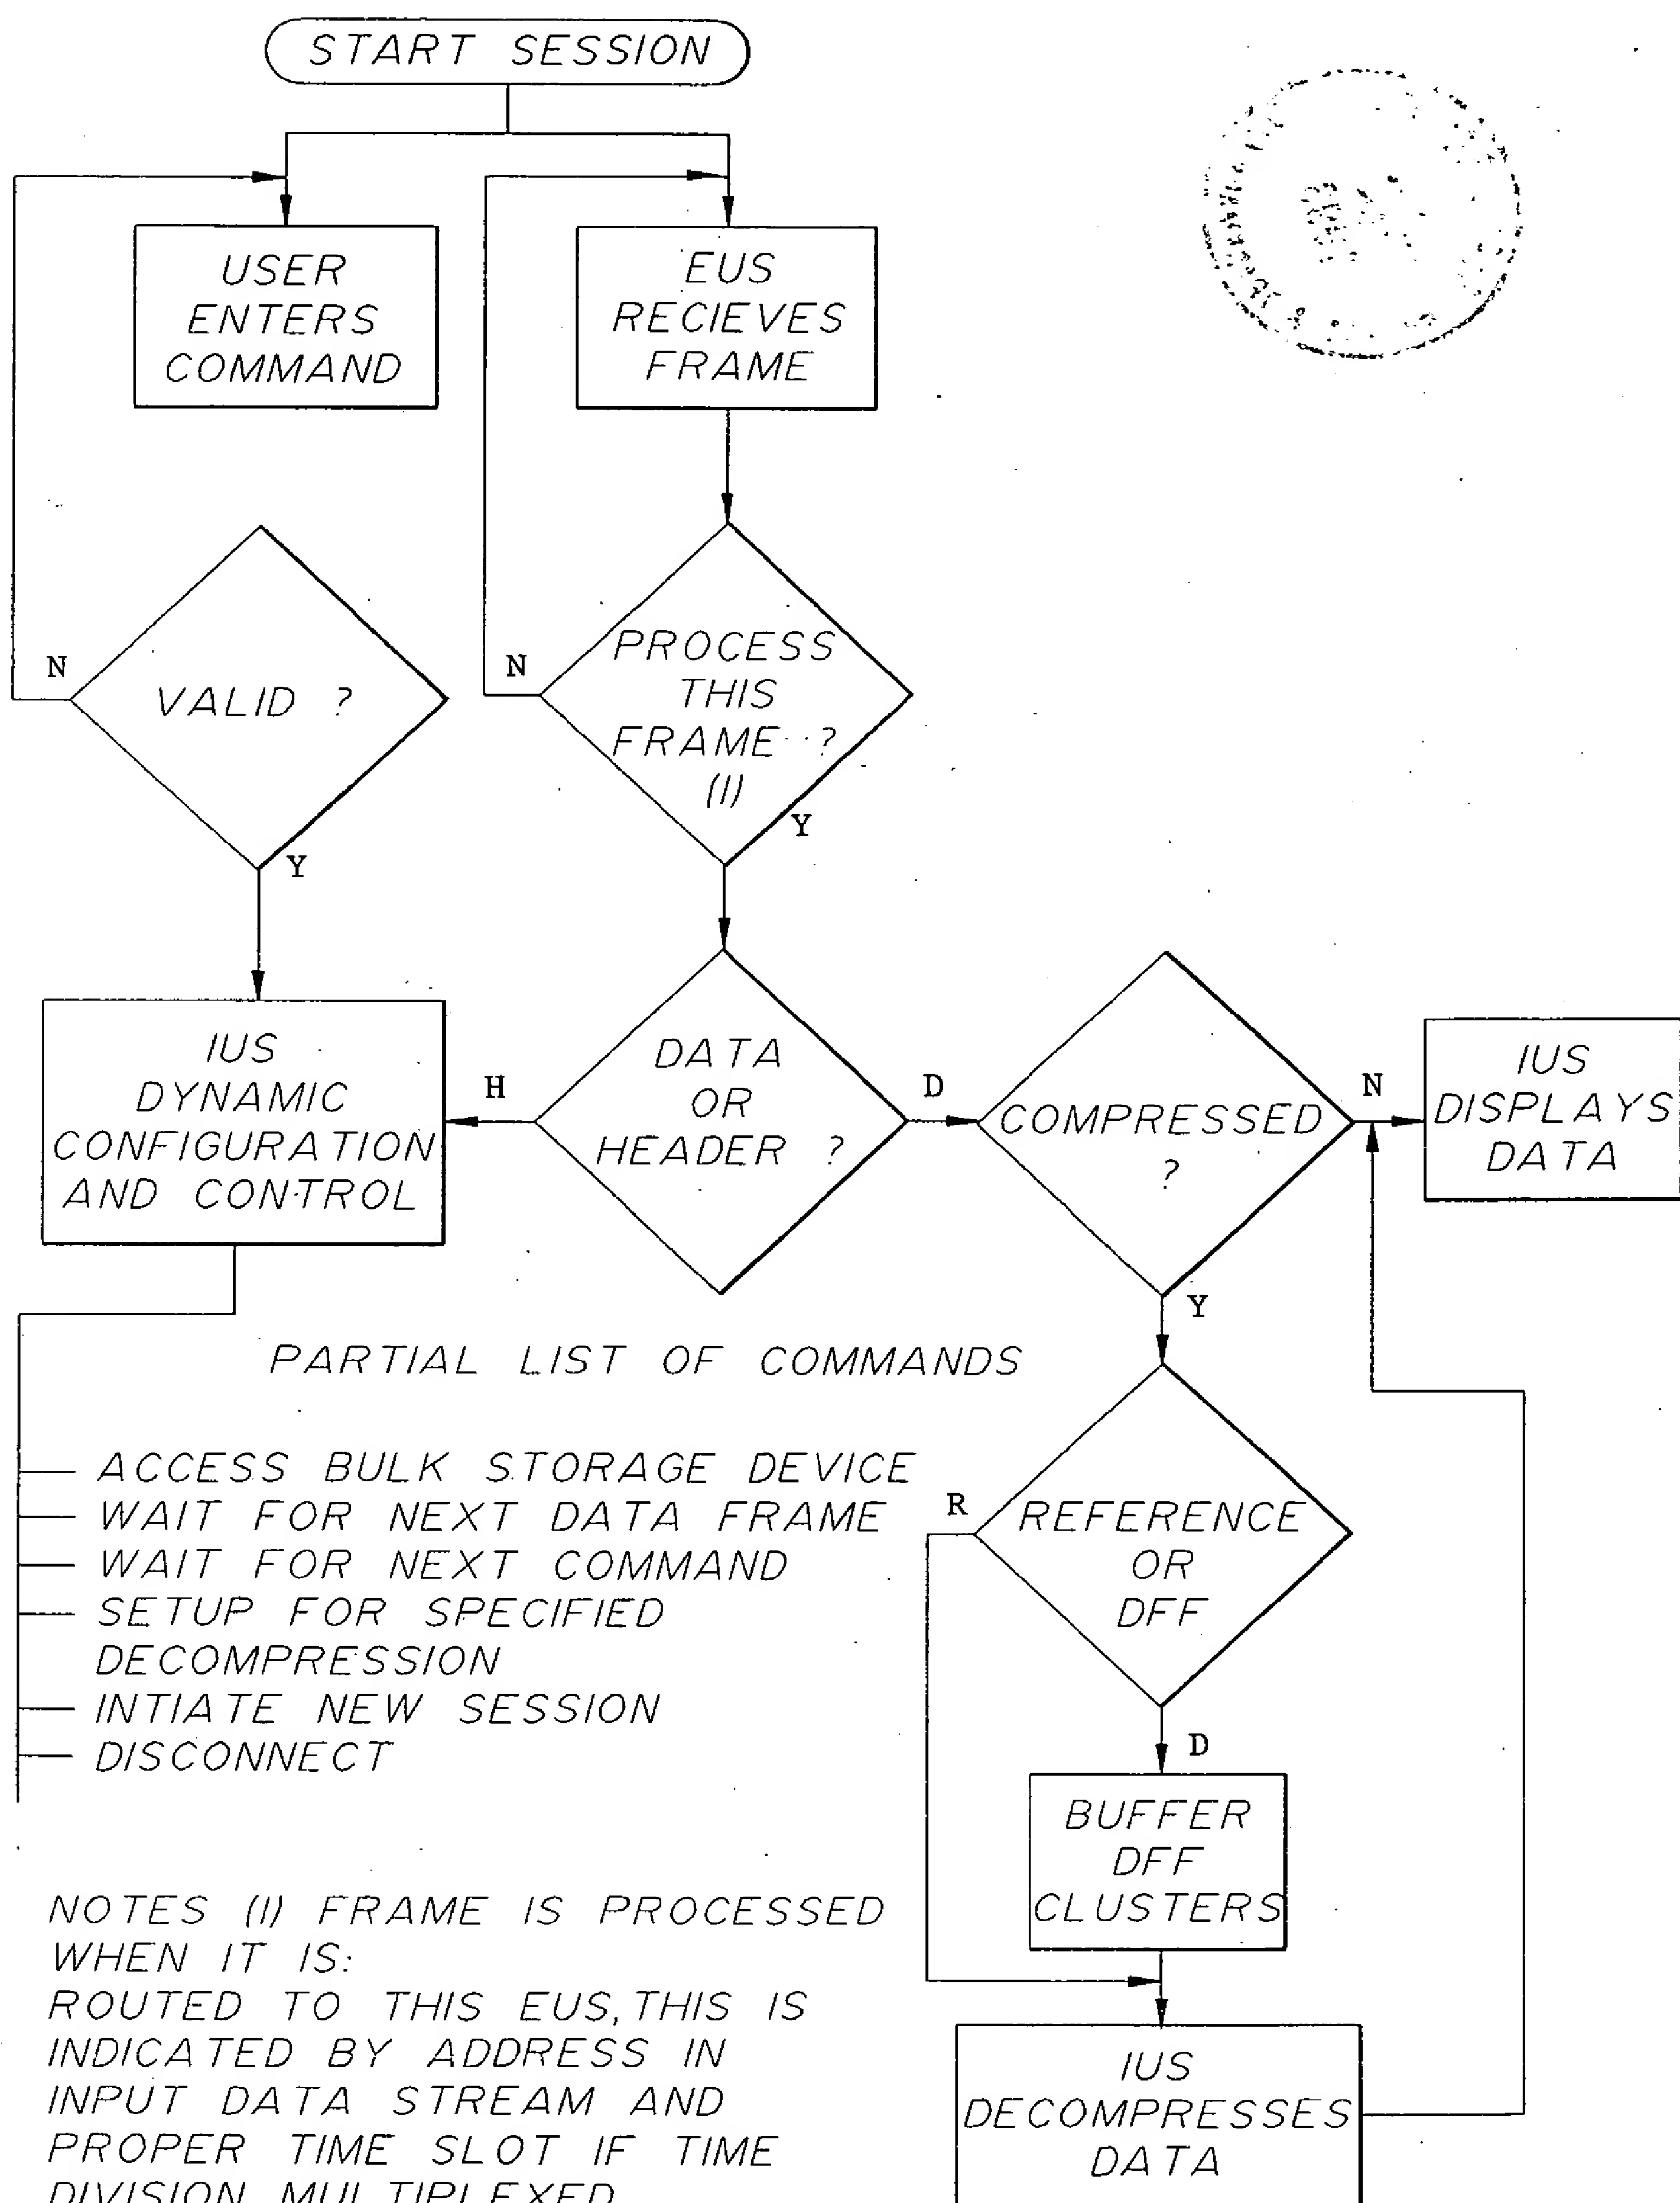 START SESSION
USER
ENTERS
COMMAND
EUS
RECIEVES
FRAME
N
VALID ?
Y
N
PROCESS
THIS
FRAME ?
(1)
Y
IUS
DYNAMIC
CONFIGURATION
AND CONTROL
H
DATA
OR
HEADER ?
D
COMPRESSED
?
N
IUS
DISPLAYS
DATA
Y
PARTIAL LIST OF COMMANDS
ACCESS BULK STORAGE DEVICE
WAIT FOR NEXT DATA FRAME
WAIT FOR NEXT COMMAND
SETUP FOR SPECIFIED
DECOMPRESSION
INTIATE NEW SESSION
DISCONNECT
R
REFERENCE
OR
DFF
D
BUFFER
DFF
CLUSTERS
IUS
DECOMPRESSES
DATA
NOTES (1) FRAME IS PROCESSED
WHEN IT IS:
ROUTED TO THIS EUS, THIS IS
INDICATED BY ADDRESS IN
INPUT DATA STREAM AND
PROPER TIME SLOT IF TIME
DIVISION MULTIPLEXED